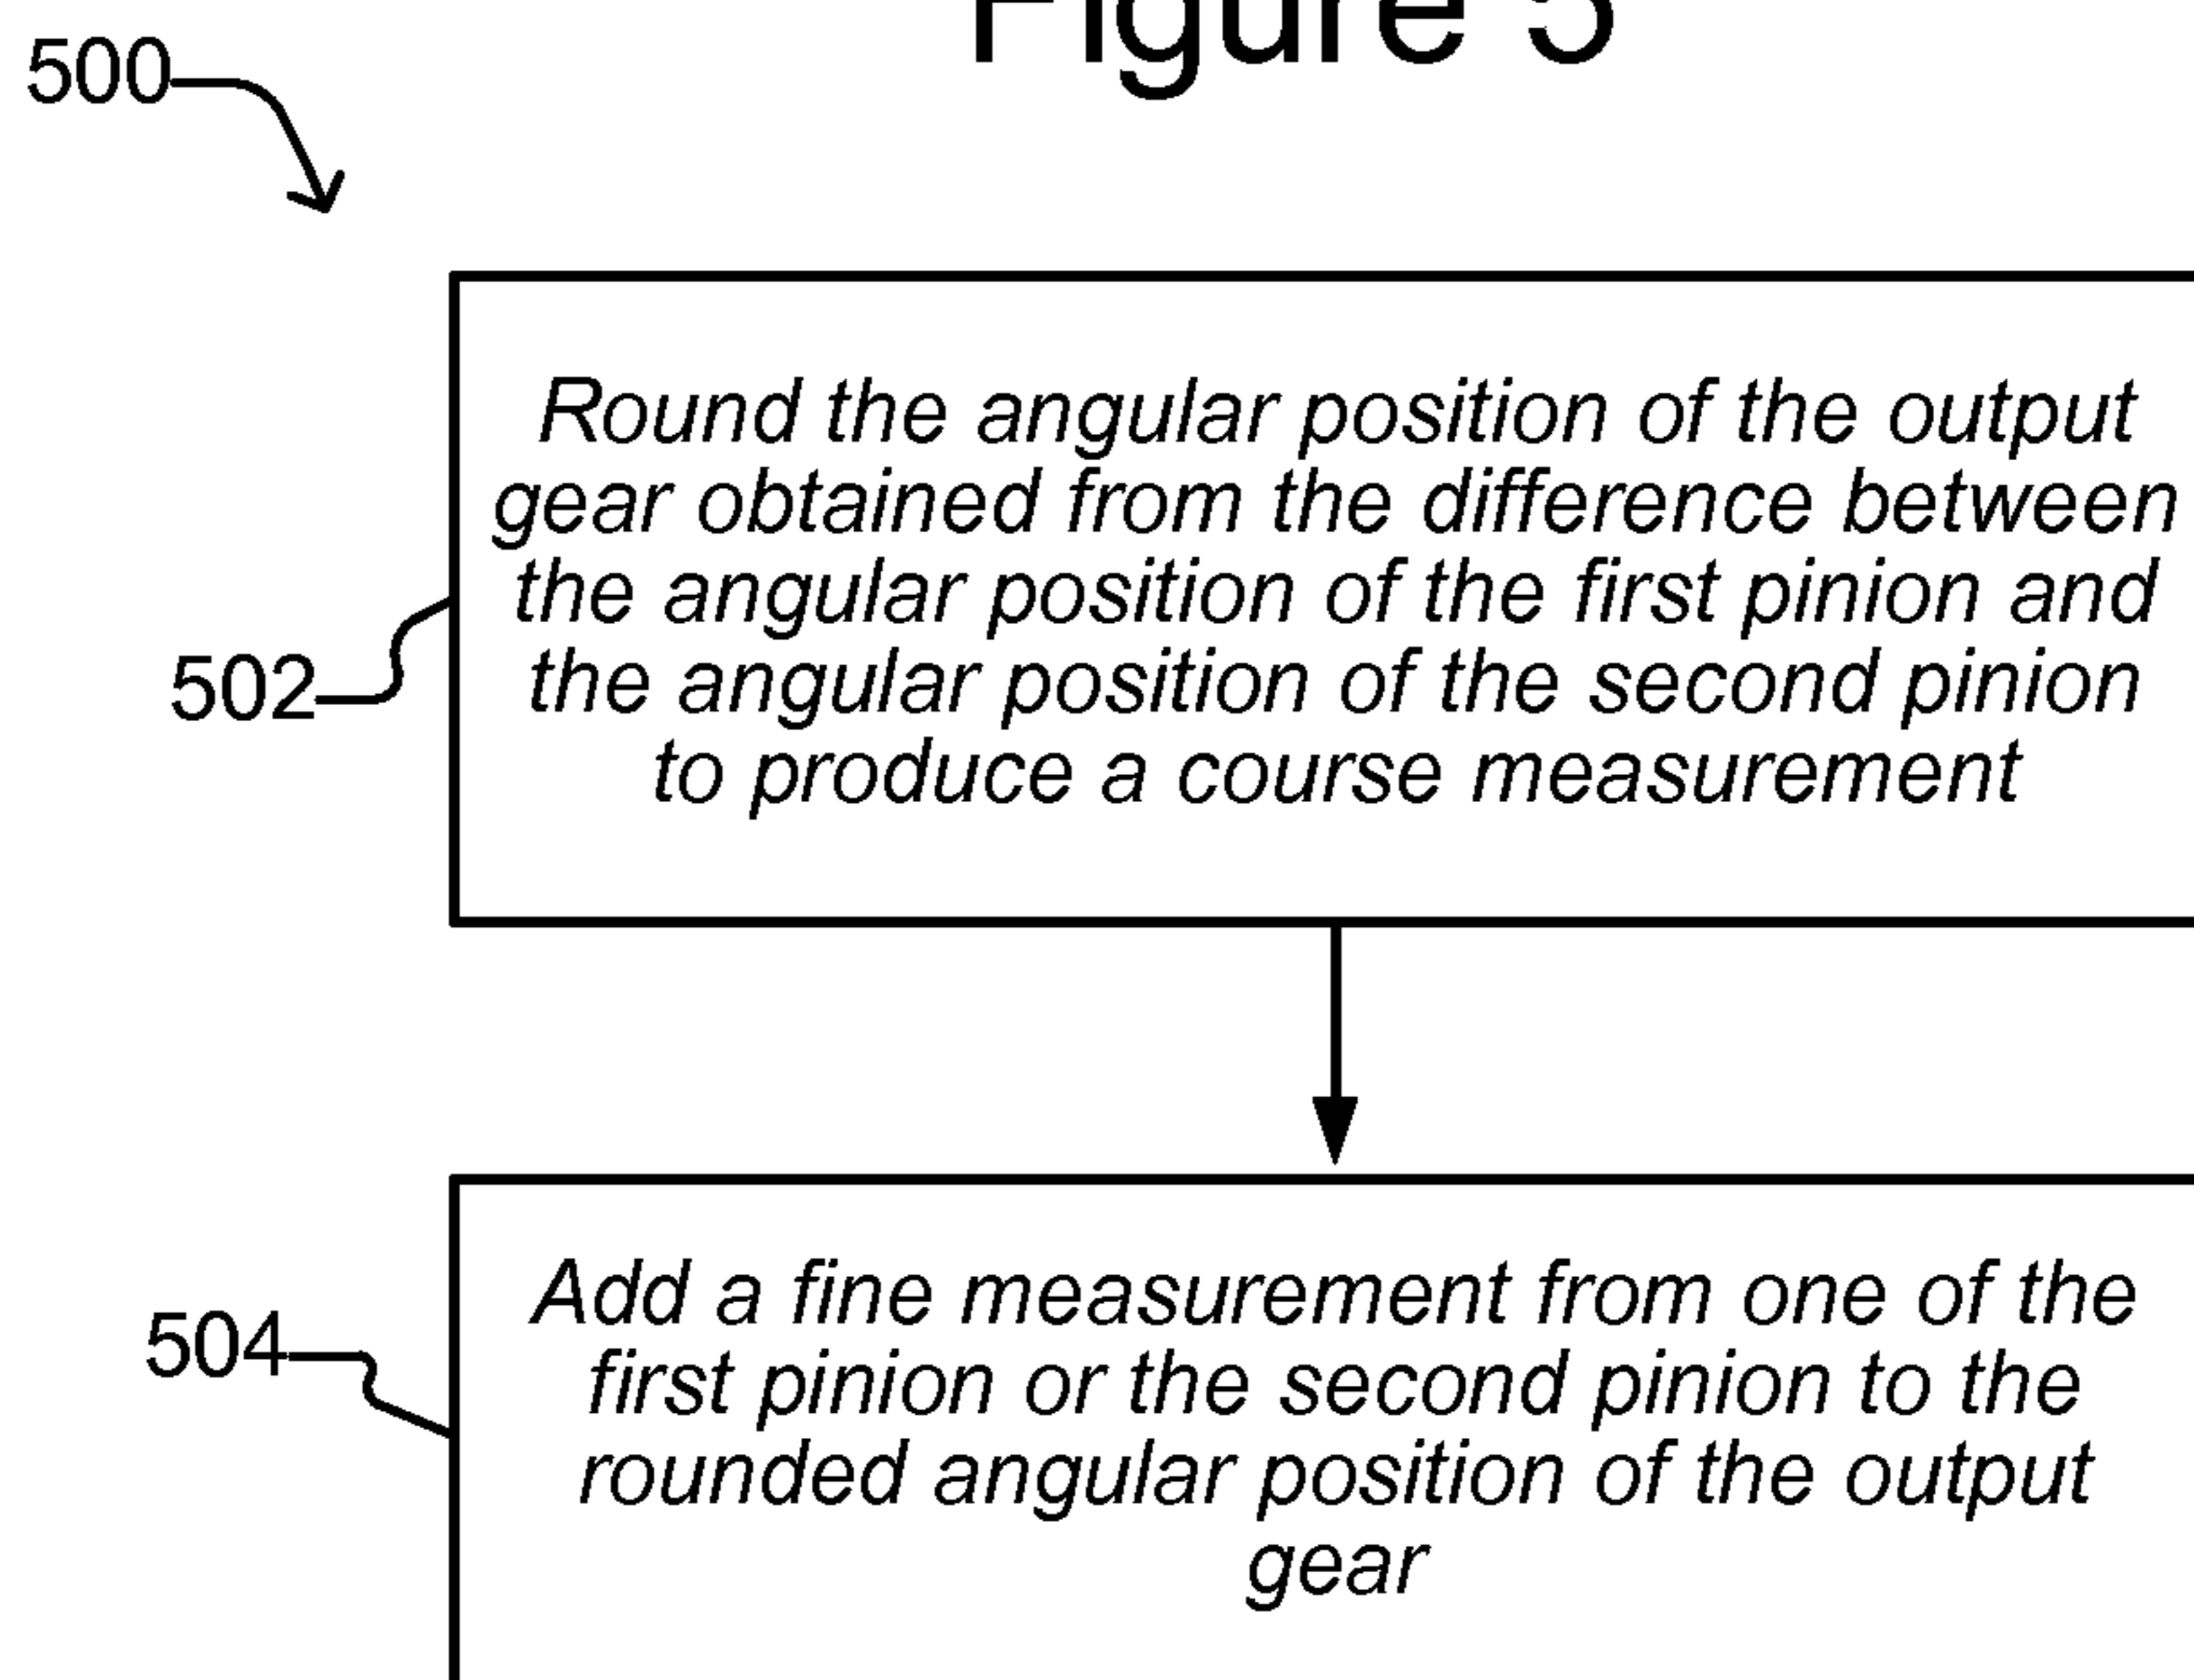 Figure 5
500
Round the angular position of the output
gear obtained from the difference between
the angular position of the first pinion and
the angular position of the second pinion
to produce a course measurement
502
Add a fine measurement from one of the
first pinion or the second pinion to the
rounded angular position of the output
gear
504